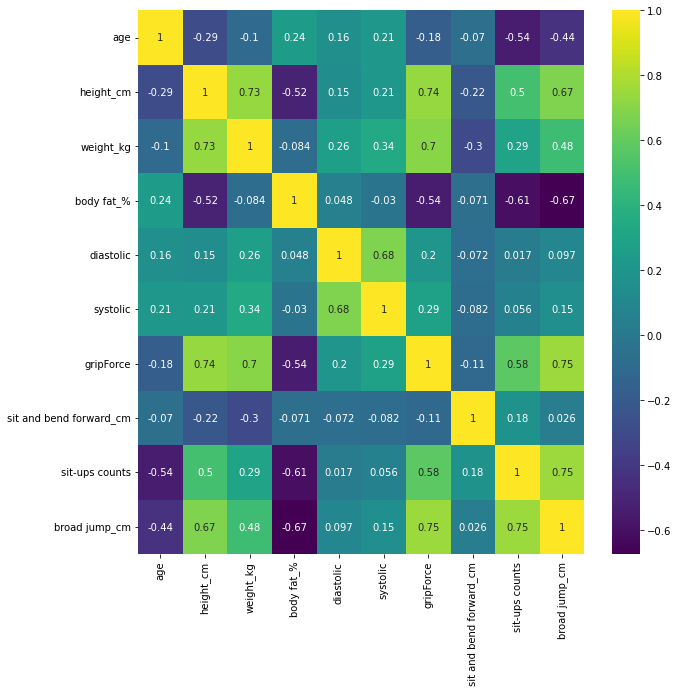 age 1 -0.29 -0.1 0.24 0.16 0.21 -0.18 -0.07 -0.54 -0.44
height_cm -0.29 1 0.73 -0.52 0.15 0.21 0.74 -0.22 0.5 0.67
weight_kg -0.1 0.73 1 -0.084 0.26 0.34 0.7 -0.3 0.29 0.48
body fat_% 0.24 -0.52 -0.084 1 0.048 -0.03 -0.54 -0.071 -0.61 -0.67
diastolic 0.16 0.15 0.26 0.048 1 0.68 0.2 -0.072 0.017 0.097
systolic 0.21 0.21 0.34 -0.03 0.68 1 0.29 -0.082 0.056 0.15
gripForce -0.18 0.74 0.7 -0.54 0.2 0.29 1 -0.11 0.58 0.75
sit and bend forward_cm -0.07 -0.22 -0.3 -0.071 -0.072 -0.082 -0.11 1 0.18 0.026
sit-ups counts -0.54 0.5 0.29 -0.61 0.017 0.056 0.58 0.18 1 0.75
broad jump_cm -0.44 0.67 0.48 -0.67 0.097 0.15 0.75 0.026 0.75 1
age
height_cm
weight_kg
body fat_%
diastolic
systolic
gripForce
sit and bend forward_cm
sit-ups counts
broad jump_cm
1.0
0.8
0.6
0.4
0.2
0.0
−0.2
−0.4
−0.6